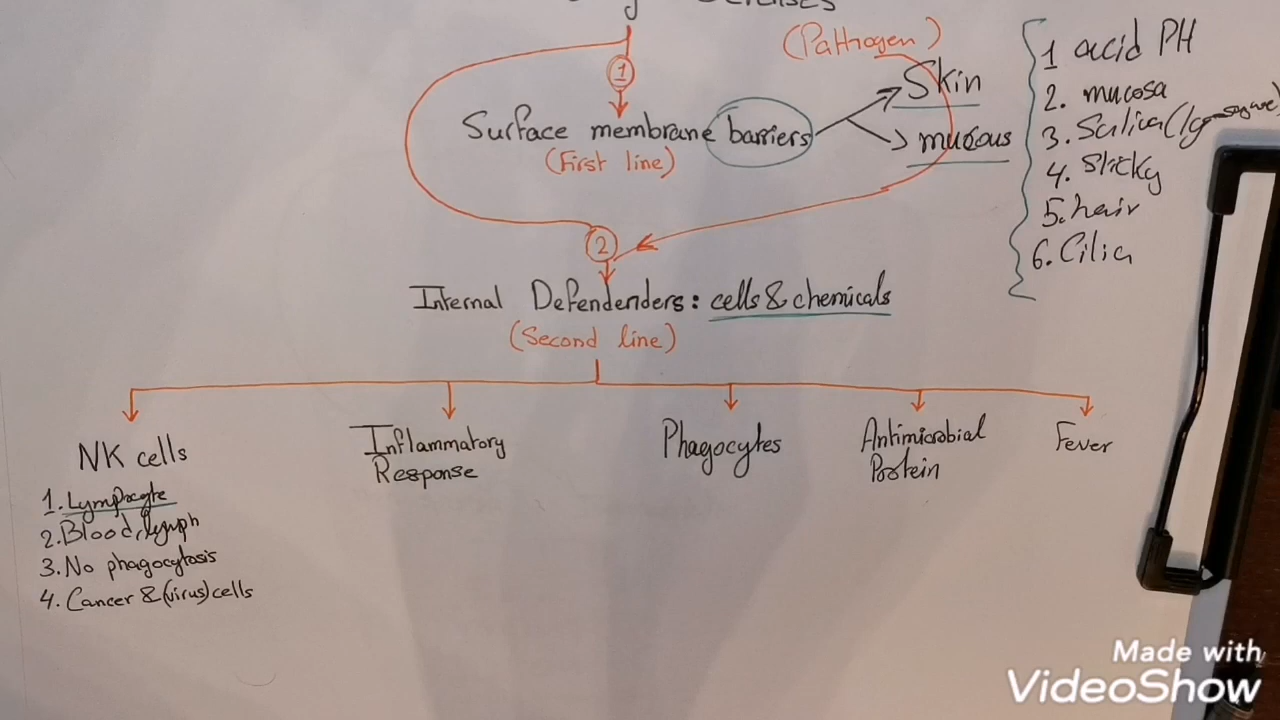 (Pathogen)
1
Surface membrane barriers
(First line)
Skin
mucous
1 acid PH
2. mucosa
3. Saliva
4. Sticky
5. hair
6. Cilia
2
Internal Defendenders: cells & chemicals
(Second line)
NK cells
1. Lympocyte
2. Blood, lymph
3. No phagocytosis
4. Cancer & (virus) cells
Inflammatory
Response
Phagocytes
Antimicrobial
Protein
Fever
Made with
VideoShow